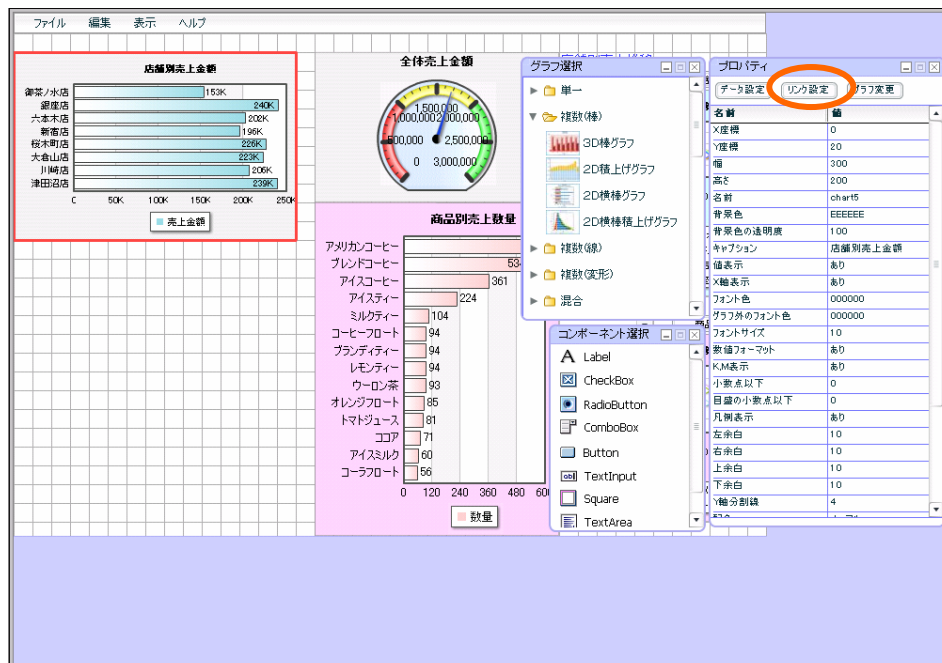 ファイル 編集 表示 ヘルプ
店舗別売上金額
御茶ノ水店 153K
銀座店 240K
六本木店 202K
新宿店 196K
桜木町店 226K
大倉山店 223K
川崎店 206K
津田沼店 239K
0 50K 100K 150K 200K 250K
売上金額
全体売上金額
1,500,000
1,000,000 2,000,000
500,000 2,500,000
0 3,000,000
商品別売上数量
アメリカンコーヒー
ブレンドコーヒー 534
アイスコーヒー 361
アイスティー 224
ミルクティー 104
コーヒーフロート 94
ブランディティー 94
レモンティー 94
ウーロン茶 93
オレンジフロート 85
トマトジュース 81
ココア 71
アイスミルク 60
コーラフロート 56
0 120 240 360 480 600
数量
グラフ選択
単一
複数(棒)
3D棒グラフ
2D積上げグラフ
2D横棒グラフ
2D横棒積上げグラフ
複数(線)
複数(変形)
混合
コンポーネント選択
Label
CheckBox
RadioButton
ComboBox
Button
TextInput
Square
TextArea
プロパティ
データ設定 リンク設定 グラフ変更
名前 値
X座標 0
Y座標 20
幅 300
高さ 200
名前 chart5
背景色 EEEEEE
背景色の透明度 100
キャプション 店舗別売上金額
値表示 あり
X軸表示 あり
フォント色 000000
グラフ外のフォント色 000000
フォントサイズ 10
数値フォーマット あり
K,M表示 あり
小数点以下 0
目盛の小数点以下 0
凡例表示 あり
左余白 10
右余白 10
上余白 10
下余白 10
Y軸分割線 4